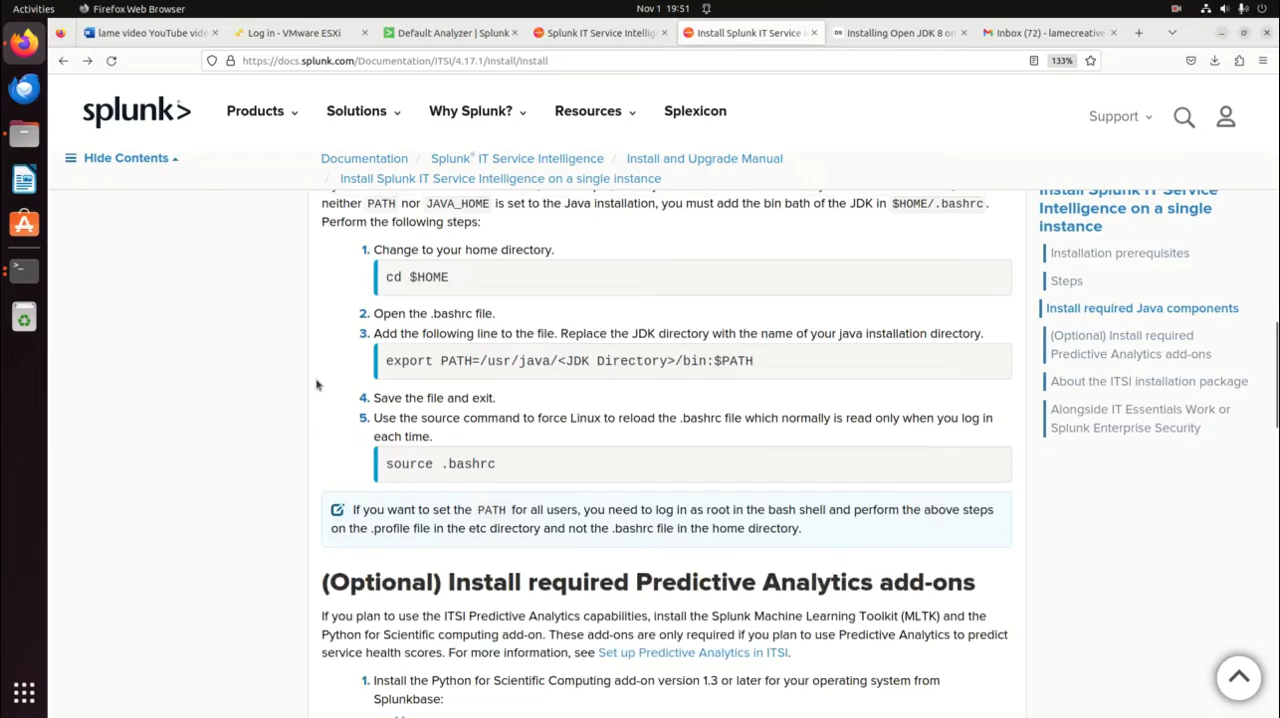 Activities
Firefox Web Browser
Nov 1 19:51
lame video YouTube vide
Log in - VMware ESXi
Default Analyzer | Splunk
Splunk IT Service Intellige
Install Splunk IT Service I
Installing Open JDK 8 on
Inbox (72) - lamecreative
https://docs.splunk.com/Documentation/ITSI/4.17.1/Install/Install
133%
splunk>
Products
Solutions
Why Splunk?
Resources
Splexicon
Support
Hide Contents
Documentation / Splunk® IT Service Intelligence / Install and Upgrade Manual
/ Install Splunk IT Service Intelligence on a single instance
neither PATH nor JAVA_HOME is set to the Java installation, you must add the bin bath of the JDK in $HOME/.bashrc.
Perform the following steps:
1. Change to your home directory.
cd $HOME
2. Open the .bashrc file.
3. Add the following line to the file. Replace the JDK directory with the name of your java installation directory.
export PATH=/usr/java/<JDK Directory>/bin:$PATH
4. Save the file and exit.
5. Use the source command to force Linux to reload the .bashrc file which normally is read only when you log in
each time.
source .bashrc
If you want to set the PATH for all users, you need to log in as root in the bash shell and perform the above steps
on the .profile file in the etc directory and not the .bashrc file in the home directory.
(Optional) Install required Predictive Analytics add-ons
If you plan to use the ITSI Predictive Analytics capabilities, install the Splunk Machine Learning Toolkit (MLTK) and the
Python for Scientific computing add-on. These add-ons are only required if you plan to use Predictive Analytics to predict
service health scores. For more information, see Set up Predictive Analytics in ITSI.
1. Install the Python for Scientific Computing add-on version 1.3 or later for your operating system from
Splunkbase:
Install Splunk IT Service
Intelligence on a single
instance
Installation prerequisites
Steps
Install required Java components
(Optional) Install required
Predictive Analytics add-ons
About the ITSI installation package
Alongside IT Essentials Work or
Splunk Enterprise Security